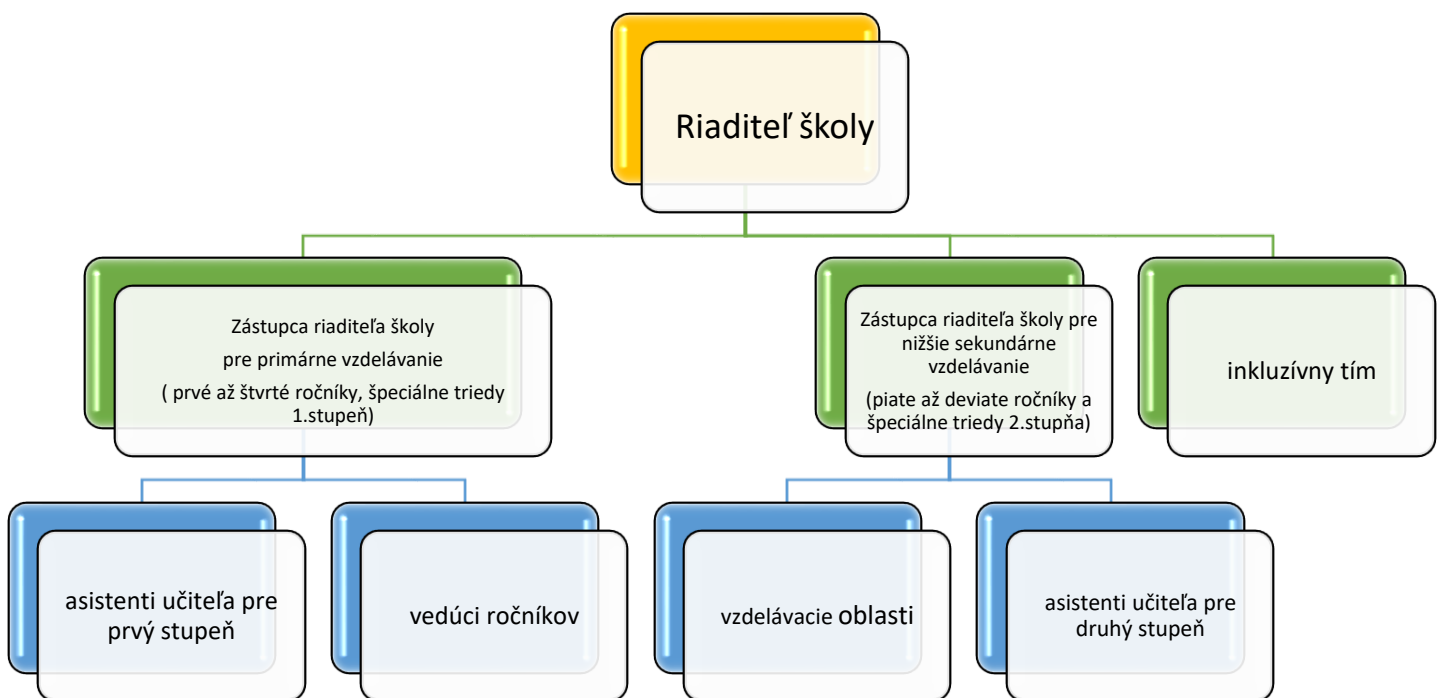 Riaditeľ školy
Zástupca riaditeľa školy
pre primárne vzdelávanie
( prvé až štvrté ročníky, špeciálne triedy
1.stupeň)
Zástupca riaditeľa školy pre
nižšie sekundárne
vzdelávanie
(piate až deviate ročníky a
špeciálne triedy 2.stupňa)
inkluzívny tím
asistenti učiteľa pre
prvý stupeň
vedúci ročníkov
vzdelávacie oblasti
asistenti učiteľa pre
druhý stupeň